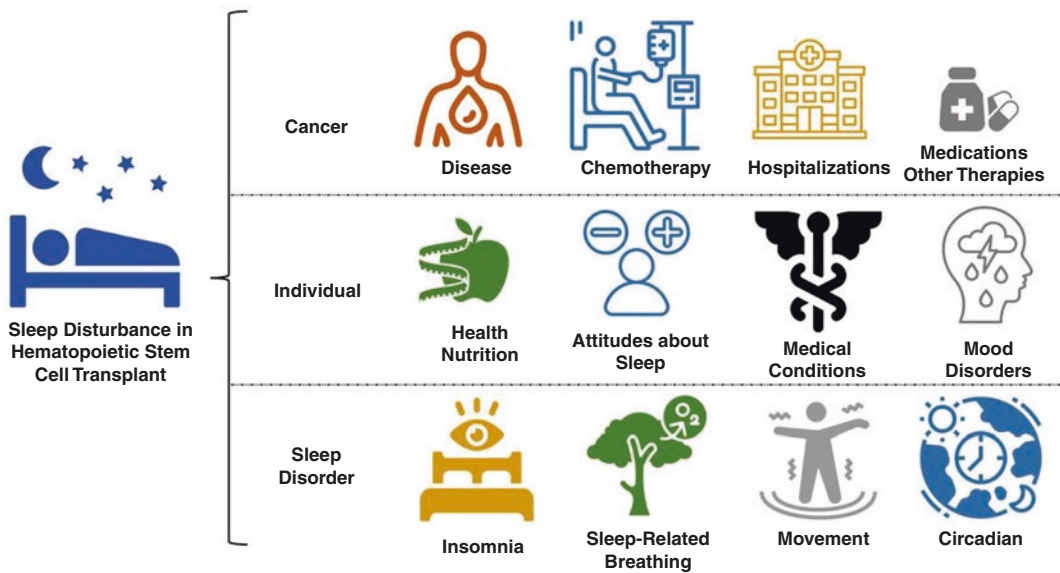 Sleep Disturbance in
Hematopoietic Stem
Cell Transplant
Cancer
Disease
Chemotherapy
Hospitalizations
Medications
Other Therapies
Individual
Health
Nutrition
Attitudes about
Sleep
Medical
Conditions
Mood
Disorders
Sleep
Disorder
Insomnia
O2
Sleep-Related
Breathing
Movement
Circadian